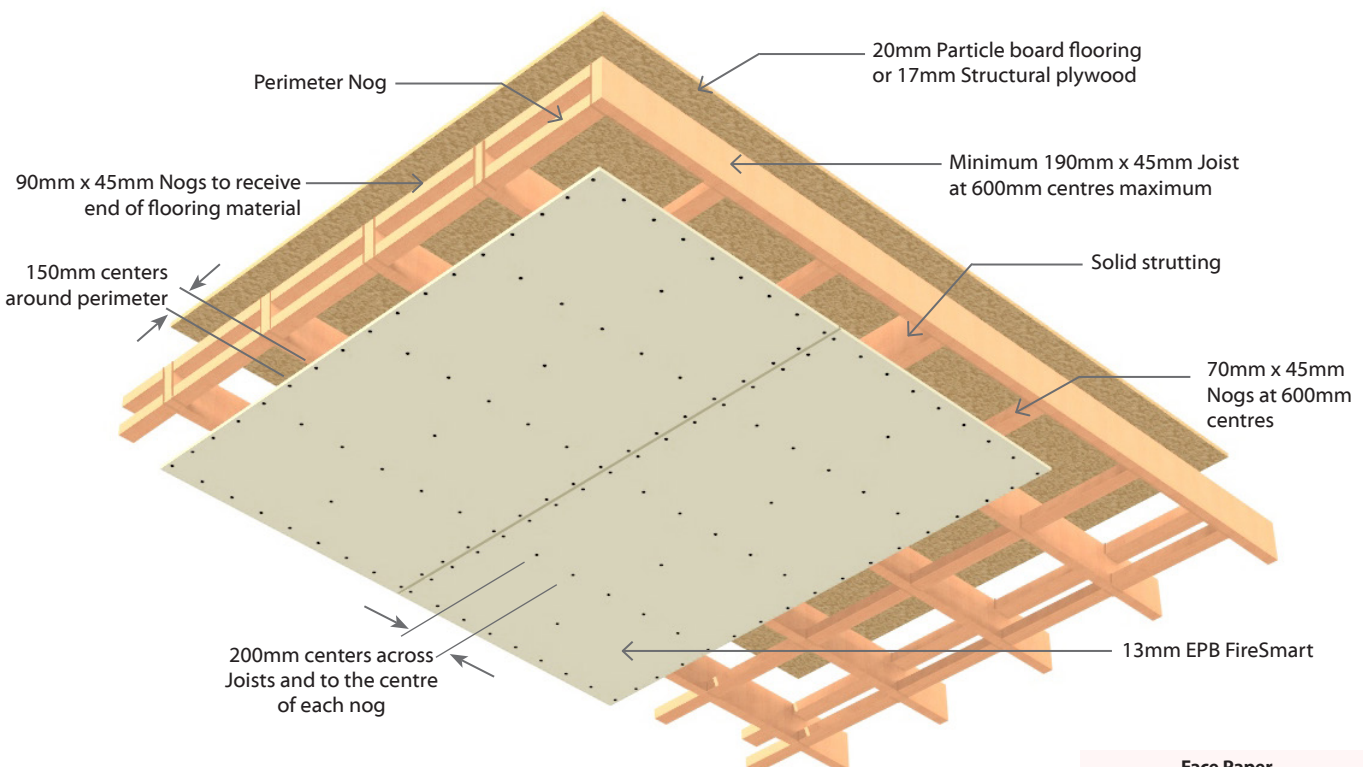 20mm Particle board flooring
or 17mm Structural plywood
Perimeter Nog
Minimum 190mm x 45mm Joist
at 600mm centres maximum
90mm x 45mm Nogs to receive
end of flooring material
Solid strutting
150mm centers
around perimeter
70mm x 45mm
Nogs at 600mm
centres
13mm EPB FireSmart
200mm centers across
Joists and to the centre
of each nog
Face Paper